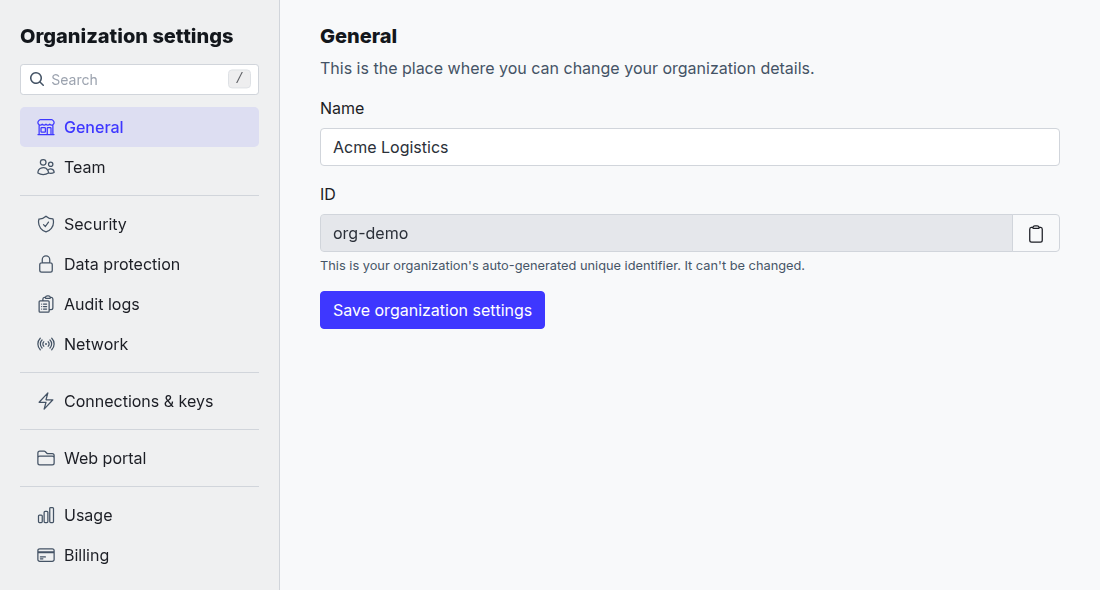 Organization settings
Search /
General
Team
Security
Data protection
Audit logs
Network
Connections & keys
Web portal
Usage
Billing
General
This is the place where you can change your organization details.
Name
Acme Logistics
ID
org-demo
This is your organization's auto-generated unique identifier. It can't be changed.
Save organization settings